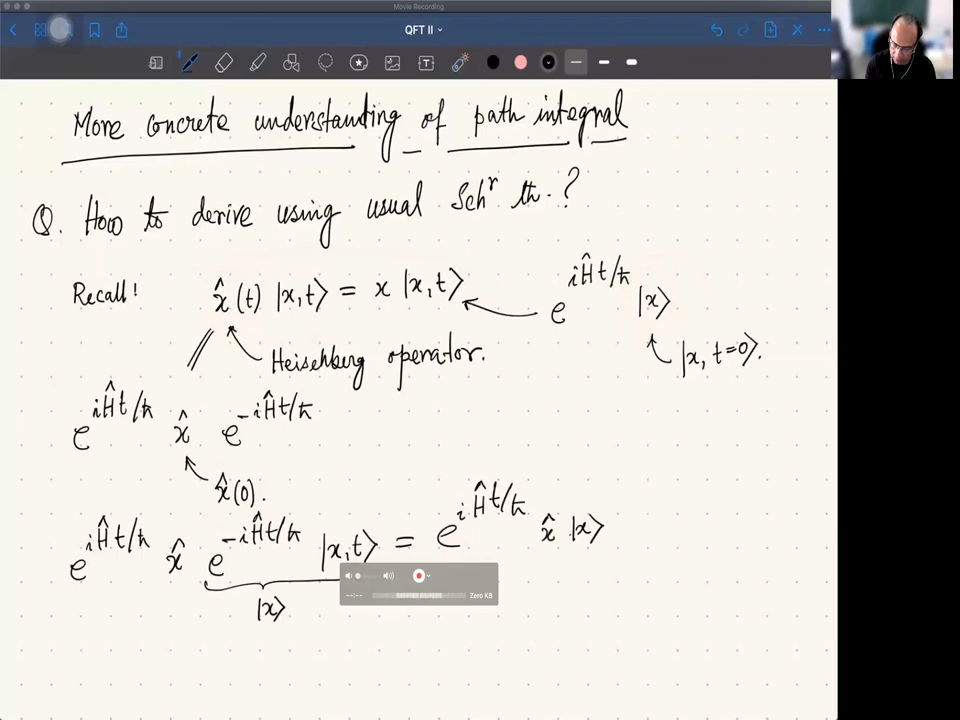 Movie Recording
QFT II
More concrete understanding of path integral
Q. How to derive using usual Schʳ th. ?
Recall! x̂(t) |x,t⟩ = x |x,t⟩ e^{iĤt/ħ} |x⟩
|x, t=0⟩.
Heisenberg operator.
e^{iĤt/ħ} x̂ e^{-iĤt/ħ}
x̂(0).
e^{iĤt/ħ} x̂ e^{-iĤt/ħ} |x,t⟩ = e^{iĤt/ħ} x̂ |x⟩
|x⟩
--:-- Zero KB